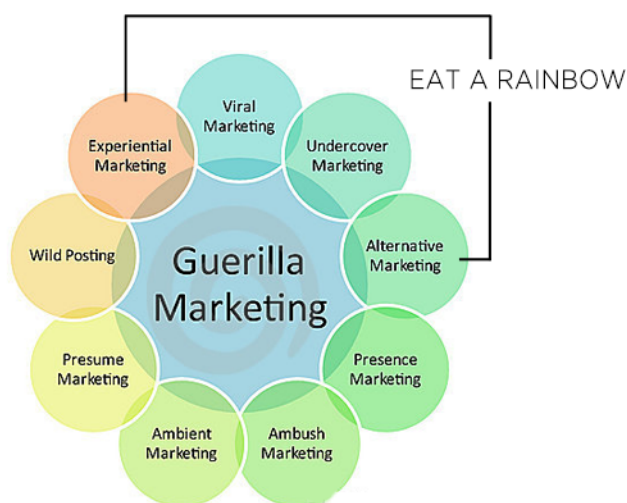 EAT A RAINBOW
Viral
Marketing
Experiential
Marketing
Undercover
Marketing
Wild Posting
Guerilla
Marketing
Alternative
Marketing
Presume
Marketing
Presence
Marketing
Ambient
Marketing
Ambush
Marketing